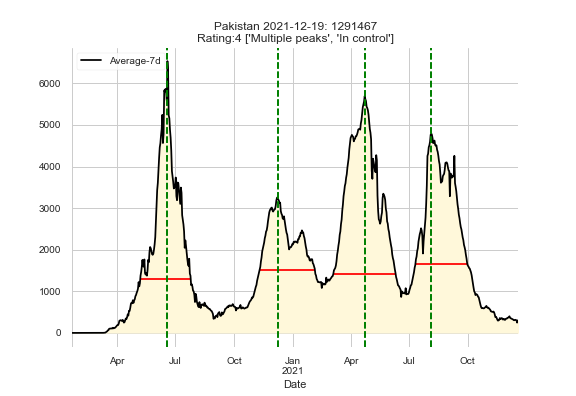 Pakistan 2021-12-19: 1291467
Rating:4 ['Multiple peaks', 'In control']
Average-7d
6000
5000
4000
3000
2000
1000
0
Apr Jul Oct Jan Apr Jul Oct
2021
Date